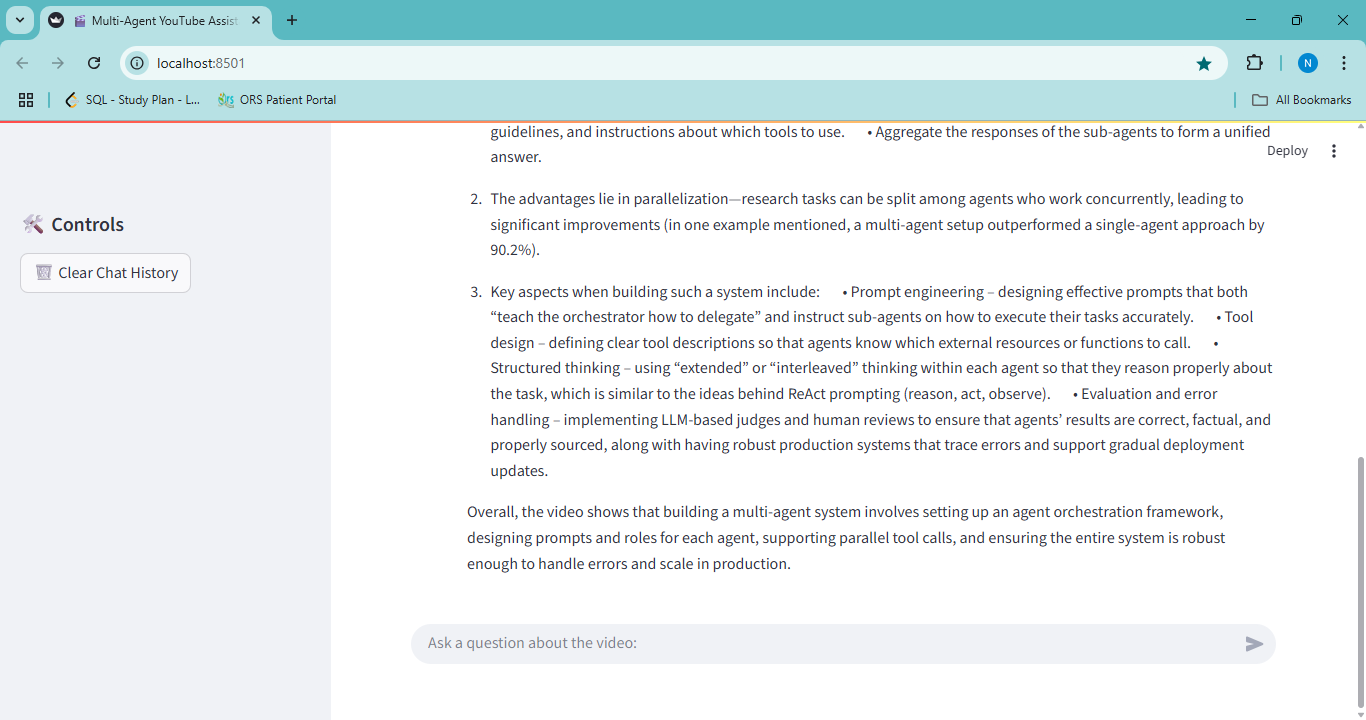 Multi-Agent YouTube Assist
localhost:8501
N
SQL - Study Plan - L...
ORS Patient Portal
All Bookmarks
Deploy
Controls
Clear Chat History
guidelines, and instructions about which tools to use. • Aggregate the responses of the sub-agents to form a unified
answer.
2. The advantages lie in parallelization—research tasks can be split among agents who work concurrently, leading to
significant improvements (in one example mentioned, a multi-agent setup outperformed a single-agent approach by
90.2%).
3. Key aspects when building such a system include: • Prompt engineering – designing effective prompts that both
“teach the orchestrator how to delegate” and instruct sub-agents on how to execute their tasks accurately. • Tool
design – defining clear tool descriptions so that agents know which external resources or functions to call. •
Structured thinking – using “extended” or “interleaved” thinking within each agent so that they reason properly about
the task, which is similar to the ideas behind ReAct prompting (reason, act, observe). • Evaluation and error
handling – implementing LLM-based judges and human reviews to ensure that agents’ results are correct, factual, and
properly sourced, along with having robust production systems that trace errors and support gradual deployment
updates.
Overall, the video shows that building a multi-agent system involves setting up an agent orchestration framework,
designing prompts and roles for each agent, supporting parallel tool calls, and ensuring the entire system is robust
enough to handle errors and scale in production.
Ask a question about the video: